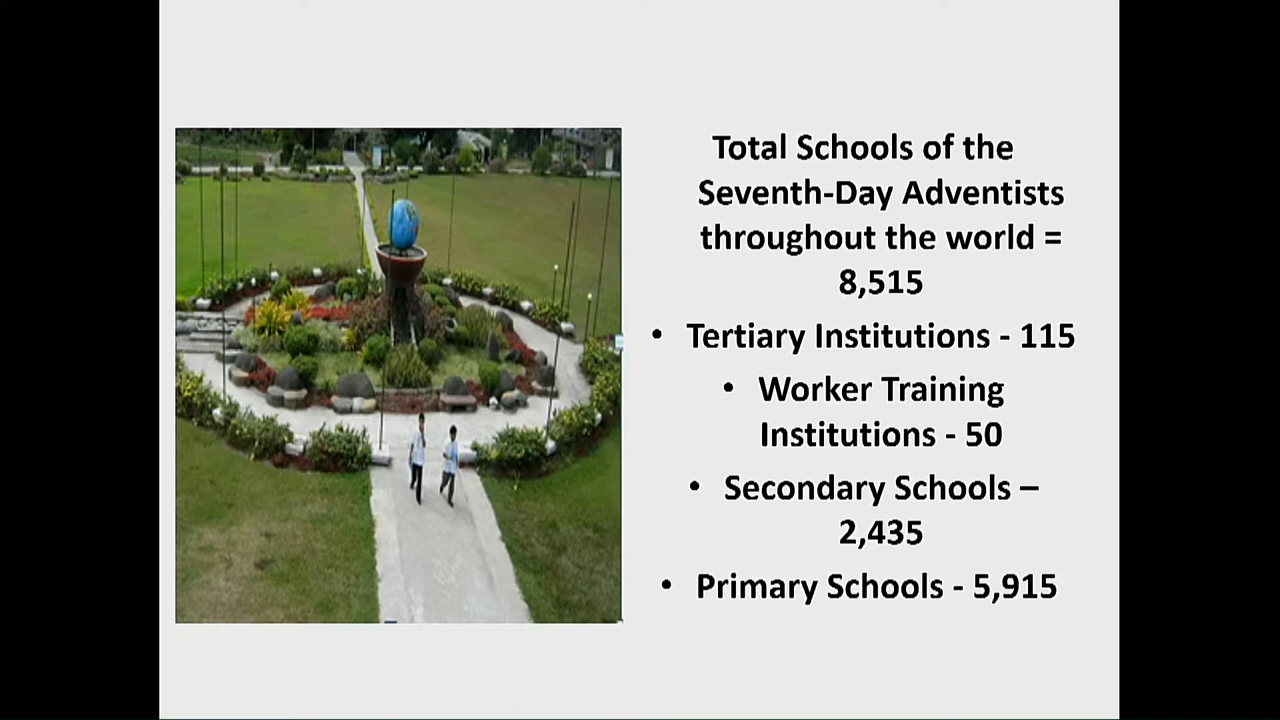 Total Schools of the
Seventh-Day Adventists
throughout the world =
8,515
• Tertiary Institutions - 115
• Worker Training
Institutions - 50
• Secondary Schools –
2,435
• Primary Schools - 5,915